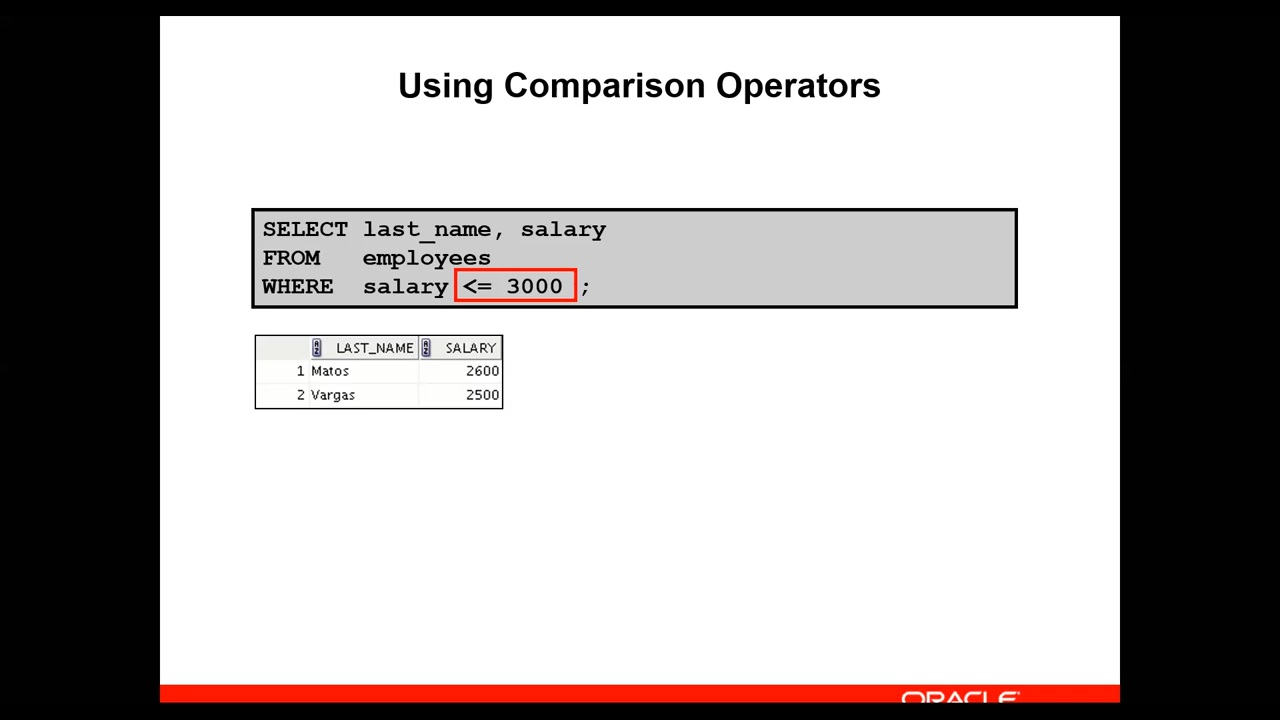 Using Comparison Operators
SELECT last_name, salary
FROM employees
WHERE salary <= 3000 ;
LAST_NAME SALARY
1 Matos 2600
2 Vargas 2500
ORACLE